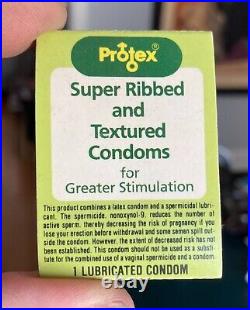 Protex®
Super Ribbed
and
Textured
Condoms
for
Greater Stimulation
This product combines a latex condom and a spermicidal lubri-
cant. The spermicide, nonoxynol-9, reduces the number of
active sperm, thereby decreasing the risk of pregnancy if you
lose your erection before withdrawal and some semen spill out-
side the condom. However, the extent of decreased risk has not
been established. This condom should not be used as a substitute
for the combined use of a vaginal spermicide and a condom.
1 LUBRICATED CONDOM